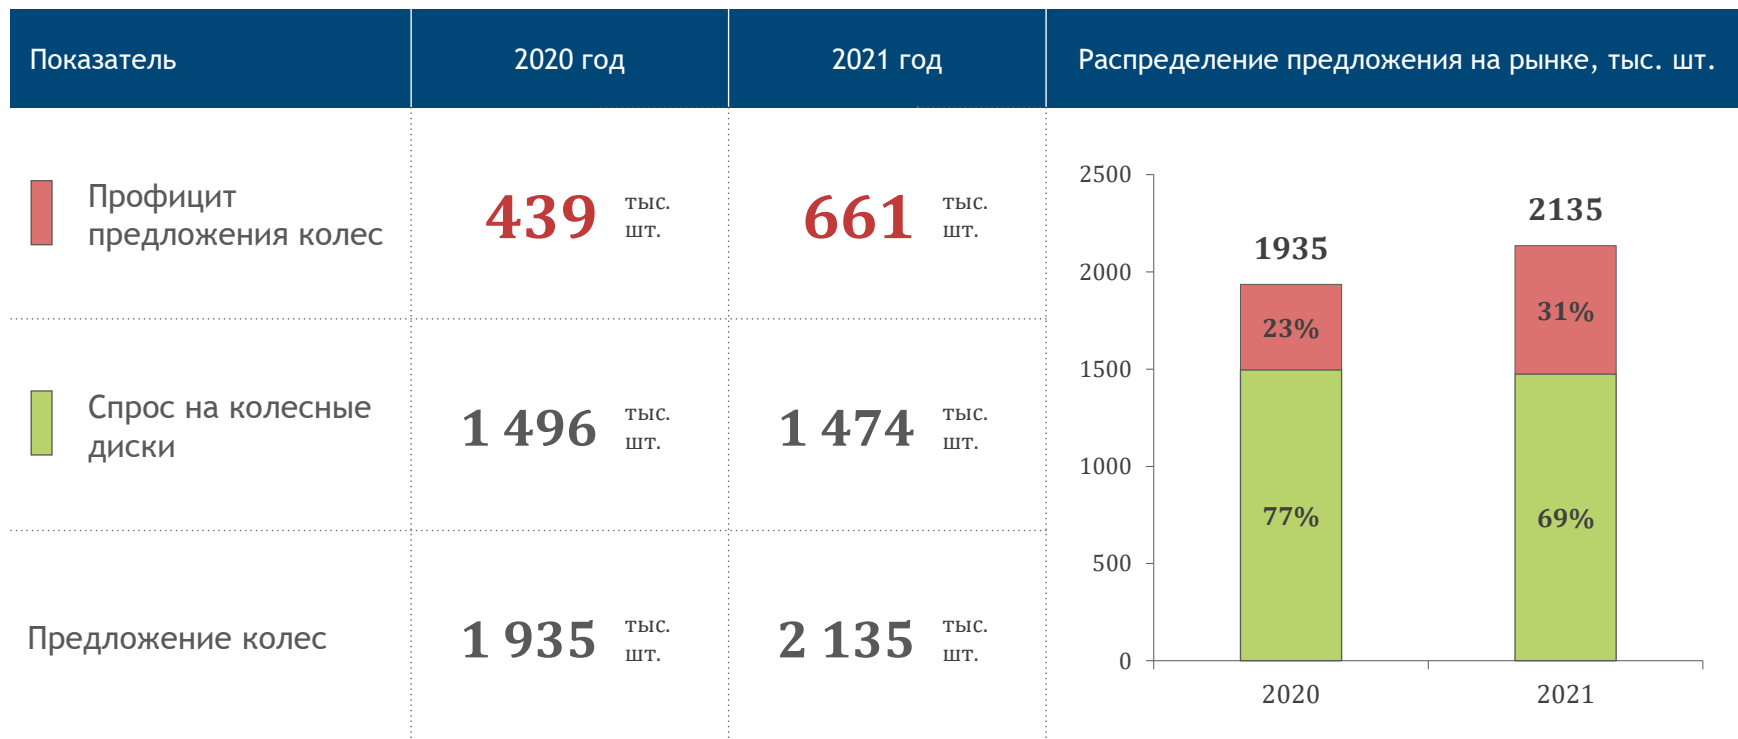 Показатель
2020 год
2021 год
Распределение предложения на рынке, тыс. шт.
Профицит
предложения колес
439 тыс.
шт.
661 тыс.
шт.
Спрос на колесные
диски
1 496 тыс.
шт.
1 474 тыс.
шт.
Предложение колес
1 935 тыс.
шт.
2 135 тыс.
шт.
2500
2000
1500
1000
500
0
1935
23%
77%
2135
31%
69%
2020
2021